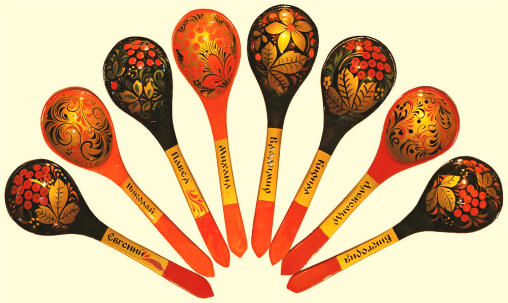 Евгений
Николай
Павел
Михаил
Владимир
Кирилл
Александр
Виктория